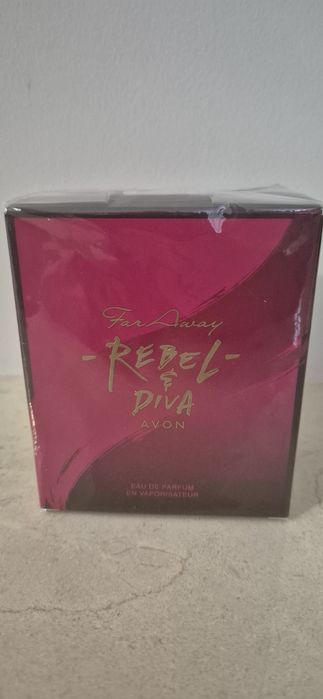 Far Away
-REBEL-
&
DIVA
AVON
EAU DE PARFUM
EN VAPORISATEUR